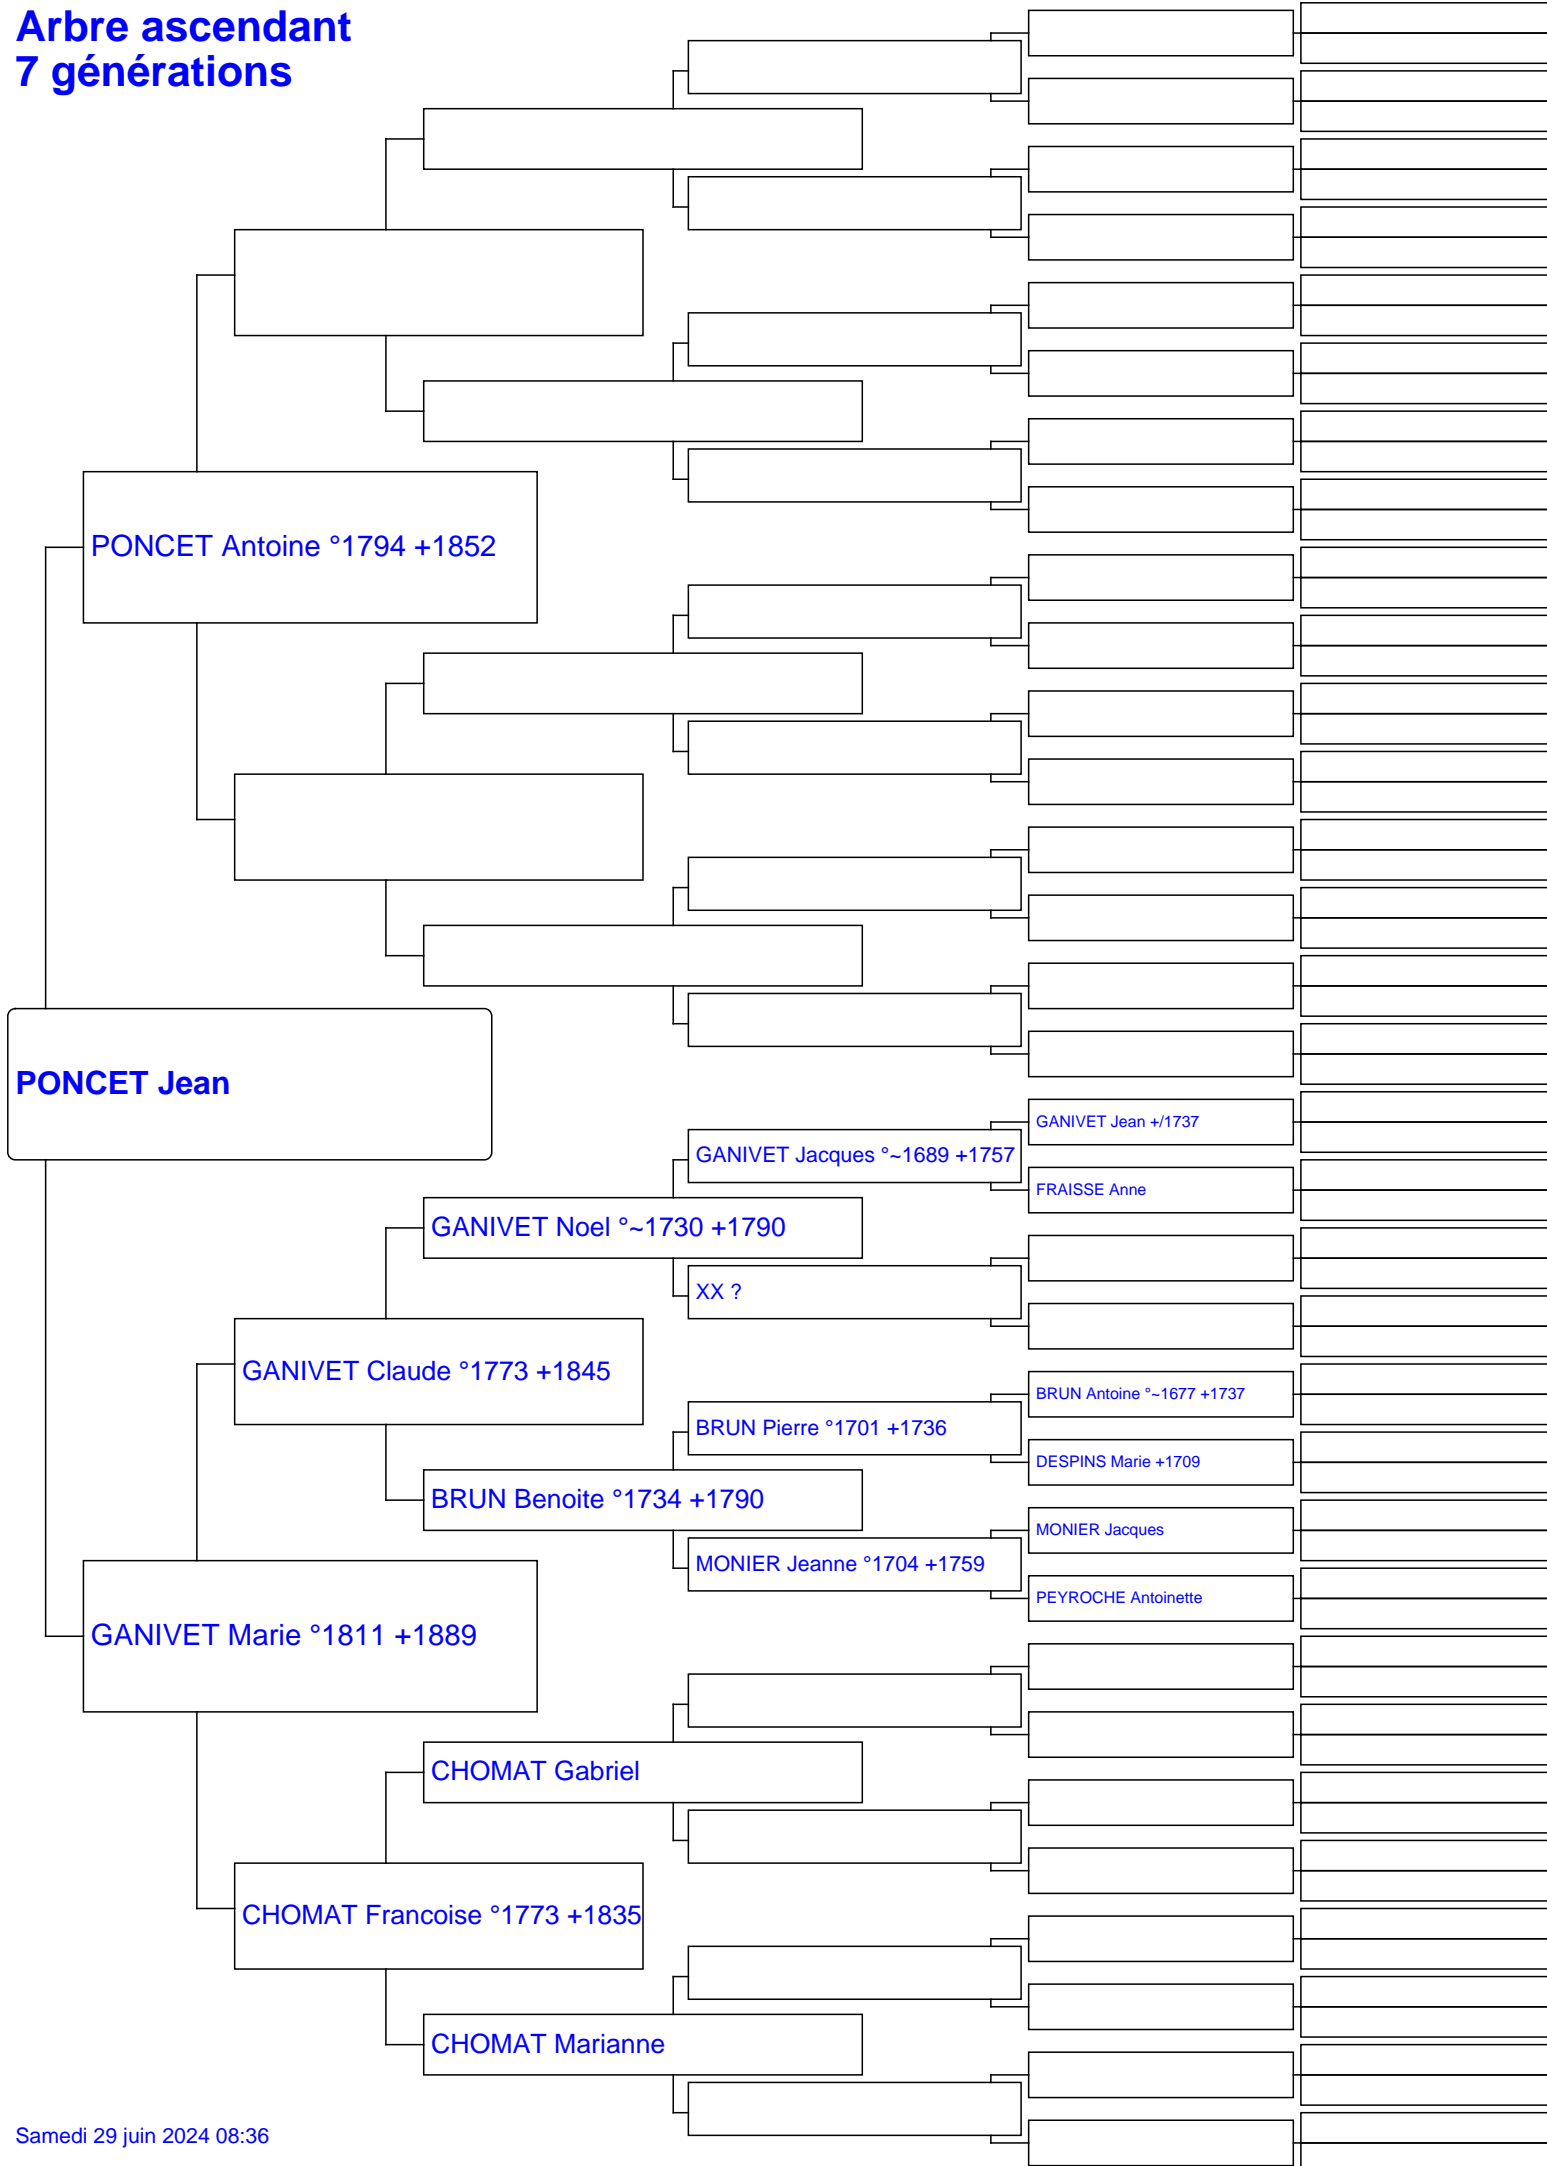 Arbre ascendant
7 générations
PONCET Antoine °1794 +1852
PONCET Jean
GANIVET Jean +/1737
GANIVET Jacques °~1689 +1757
FRAISSE Anne
GANIVET Noel °~1730 +1790
XX ?
GANIVET Claude °1773 +1845
BRUN Antoine °~1677 +1737
BRUN Pierre °1701 +1736
DESPINS Marie +1709
BRUN Benoite °1734 +1790
MONIER Jacques
MONIER Jeanne °1704 +1759
PEYROCHE Antoinette
GANIVET Marie °1811 +1889
CHOMAT Gabriel
CHOMAT Francoise °1773 +1835
CHOMAT Marianne
Samedi 29 juin 2024 08:36